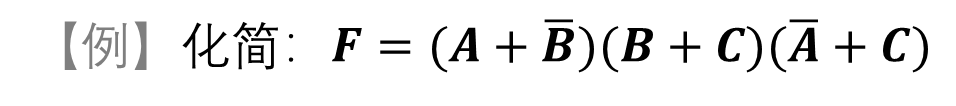 【例】化简：F = (A + B̅)(B + C)(A̅ + C)